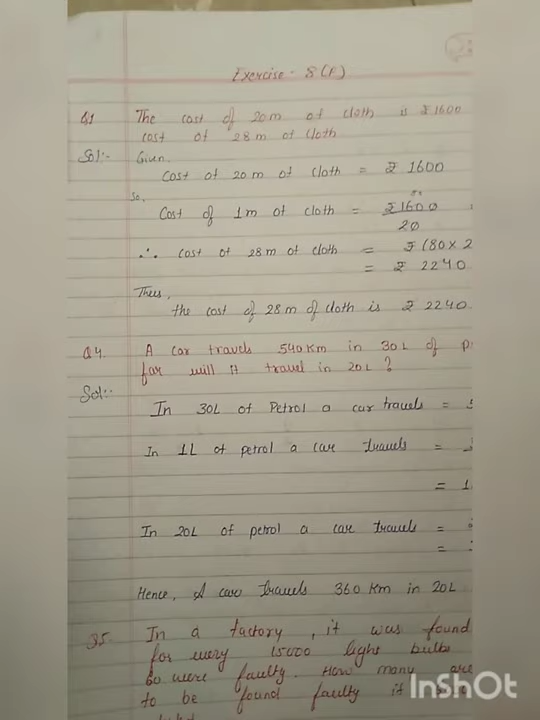 Exercise - 8(F)
Q1 The cost of 20m of cloth is ₹1600
cost of 28m of cloth
Sol:- Given,
Cost of 20m of cloth = ₹ 1600
So,
Cost of 1m of cloth = ₹1600
20
∴ cost of 28m of cloth = ₹ (80 × 2
= ₹ 2240
Thus,
the cost of 28m of cloth is ₹ 2240.
Q4. A car travels 540 Km in 30L of
far will it travel in 20L ?
Sol:-
In 30L of Petrol a car travels =
In 1L of petrol a car travels =
= 1
In 20L of petrol a car travels =
=
Hence, A car travels 360 Km in 20L
In a factory, it was found
for every 15000 light bulbs
were faulty. How many are
to be found faulty if
InShOt